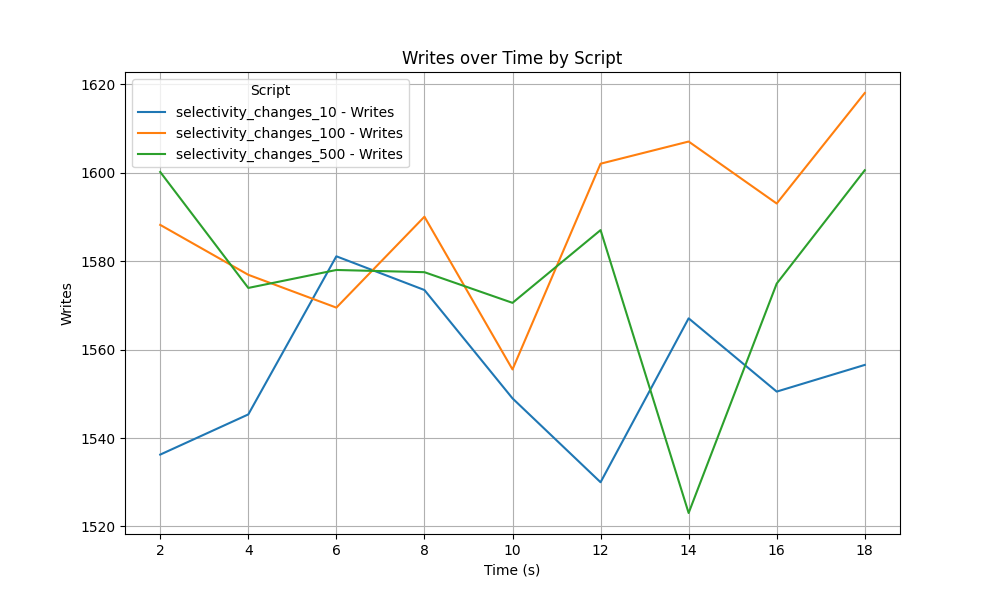 Writes over Time by Script
Script
selectivity_changes_10 - Writes
selectivity_changes_100 - Writes
selectivity_changes_500 - Writes
1620
1600
1580
1560
1540
1520
Writes
2 4 6 8 10 12 14 16 18
Time (s)